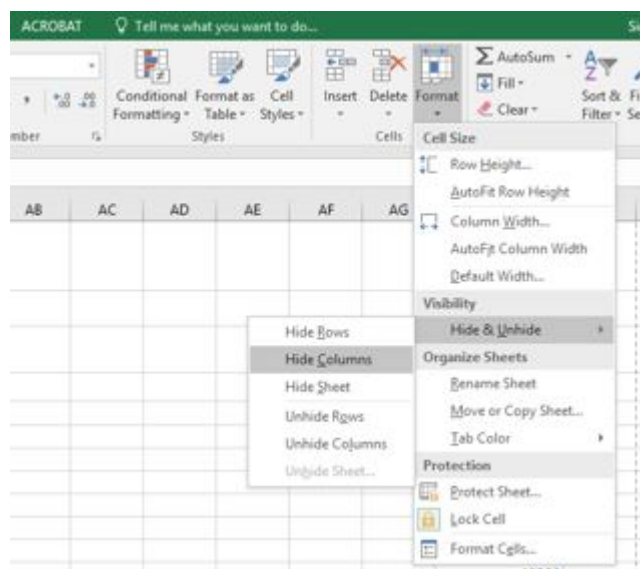 ACROBAT Tell me what you want to do...
Conditional Formatting
Format as Table
Cell Styles
Insert
Delete
Format
AutoSum
Fill
Clear
Sort & Filter
Styles
Cells
AB AC AD AE AF AG
Cell Size
Row Height...
AutoFit Row Height
Column Width...
AutoFit Column Width
Default Width...
Visibility
Hide & Unhide
Hide Rows
Hide Columns
Hide Sheet
Unhide Rows
Unhide Columns
Unhide Sheet...
Organize Sheets
Rename Sheet
Move or Copy Sheet...
Tab Color
Protection
Protect Sheet...
Lock Cell
Format Cells...